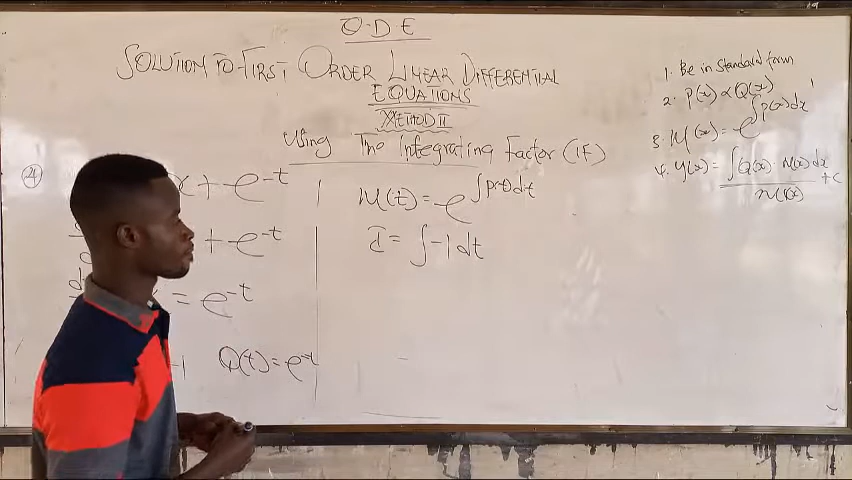 O.D.E
SOLUTION TO FIRST ORDER LINEAR DIFFERENTIAL
EQUATIONS
METHOD II
Using The Integrating Factor (IF)
1. Be in Standard form
2. P(x) & Q(x)
3. μ(x) = e^∫p(x)dx
4. y(x) = ∫Q(x) μ(x) dx / μ(x) + c
4
x + e^-t
+ e^-t
= e^-t
-1 Q(t) = e^-t
μ(t) = e^∫p(t)dt
I = ∫-1 dt